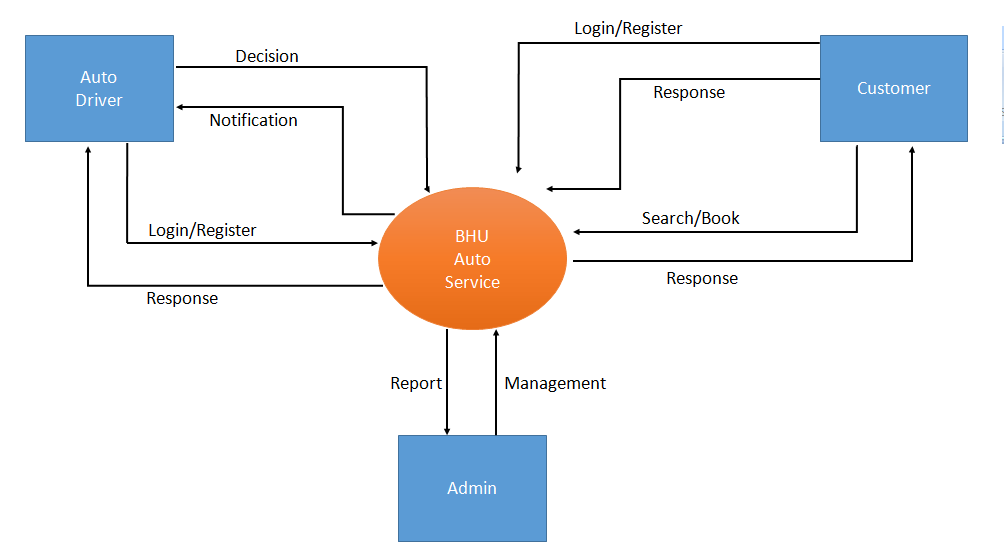 Login/Register
Decision
Auto
Driver
Customer
Response
Notification
Search/Book
Login/Register
BHU
Auto
Service
Response
Response
Report
Management
Admin